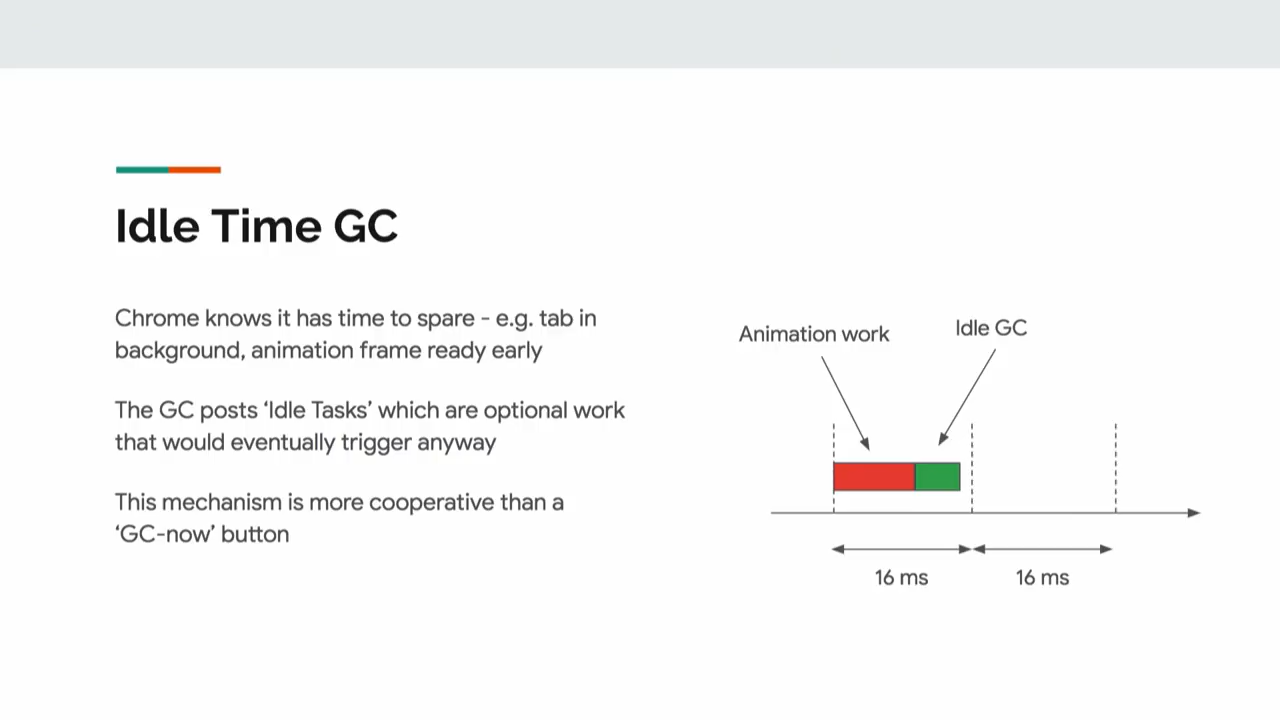 Idle Time GC
Chrome knows it has time to spare - e.g. tab in
background, animation frame ready early
The GC posts ‘Idle Tasks’ which are optional work
that would eventually trigger anyway
This mechanism is more cooperative than a
‘GC-now’ button
Animation work
Idle GC
16 ms
16 ms